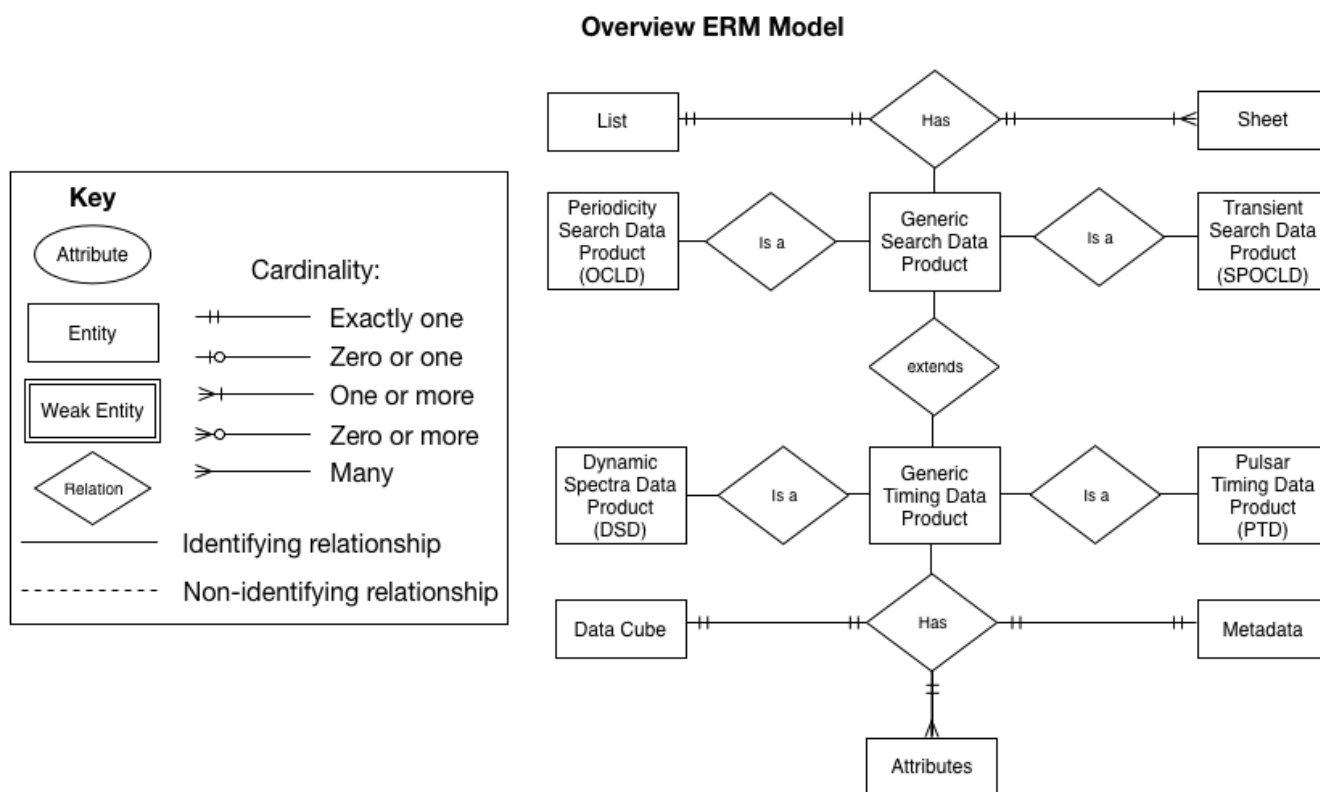 Overview ERM Model
Key
Attribute
Entity
Weak Entity
Relation
Cardinality:
Exactly one
Zero or one
One or more
Zero or more
Many
Identifying relationship
Non-identifying relationship
List
Has
Sheet
Periodicity
Search Data
Product
(OCLD)
Is a
Generic
Search Data
Product
Is a
Transient
Search Data
Product
(SPOCLD)
extends
Dynamic
Spectra Data
Product
(DSD)
Is a
Generic
Timing Data
Product
Is a
Pulsar
Timing Data
Product
(PTD)
Data Cube
Has
Metadata
Attributes